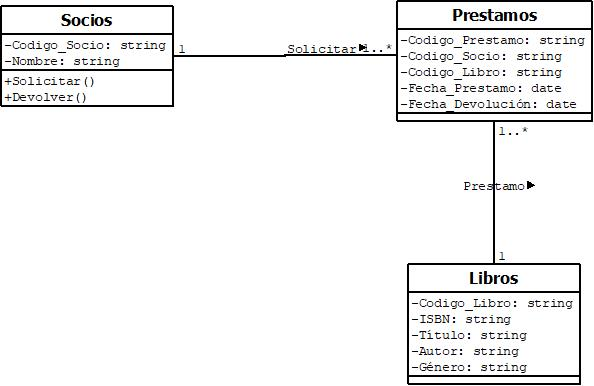 Socios
-Codigo_Socio: string
-Nombre: string
+Solicitar()
+Devolver()
1
Solicitar
1..*
Prestamos
-Codigo_Prestamo: string
-Codigo_Socio: string
-Codigo_Libro: string
-Fecha_Prestamo: date
-Fecha_Devolución: date
1..*
Prestamo
1
Libros
-Codigo_Libro: string
-ISBN: string
-Título: string
-Autor: string
-Género: string